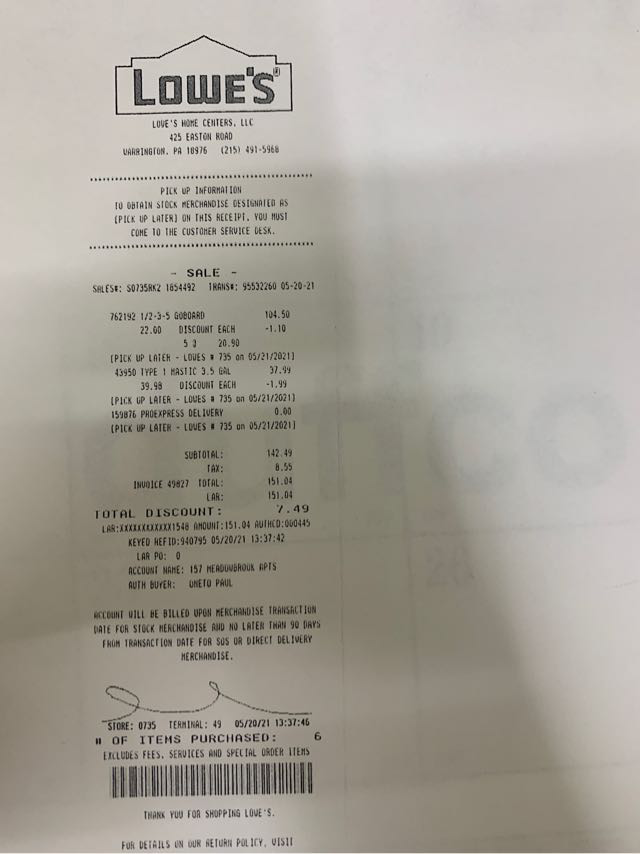 LOWE'S
LOWE'S HOME CENTERS, LLC
425 EASTON ROAD
WARRINGTON, PA 18976 (215) 491-5968
PICK UP INFORMATION
TO OBTAIN STOCK MERCHANDISE DESIGNATED AS
[PICK UP LATER] ON THIS RECEIPT, YOU MUST
COME TO THE CUSTOMER SERVICE DESK.
- SALE -
SALES#: S0735RK2 1854492 TRANS#: 95532260 05-20-21
762192 1/2-3-5 GOBOARD 104.50
22.00 DISCOUNT EACH -1.10
5 @ 20.90
[PICK UP LATER - LOWES # 735 on 05/21/2021]
43950 TYPE 1 MASTIC 3.5 GAL 37.99
39.98 DISCOUNT EACH -1.99
[PICK UP LATER - LOWES # 735 on 05/21/2021]
159876 PROEXPRESS DELIVERY 0.00
[PICK UP LATER - LOWES # 735 on 05/21/2021]
SUBTOTAL: 142.49
TAX: 8.55
INVOICE 49827 TOTAL: 151.04
LAR: 151.04
TOTAL DISCOUNT: 7.49
LAR:XXXXXXXXXXXX1548 AMOUNT:151.04 AUTHCD:000445
KEYED REFID:940795 05/20/21 13:37:42
LAR PO: 0
ACCOUNT NAME: 157 MEADOWBROOK APTS
AUTH BUYER: ONETO PAUL
ACCOUNT WILL BE BILLED UPON MERCHANDISE TRANSACTION
DATE FOR STOCK MERCHANDISE AND NO LATER THAN 90 DAYS
FROM TRANSACTION DATE FOR SOS OR DIRECT DELIVERY
MERCHANDISE.
STORE: 0735 TERMINAL: 49 05/20/21 13:37:46
# OF ITEMS PURCHASED: 6
EXCLUDES FEES, SERVICES AND SPECIAL ORDER ITEMS
THANK YOU FOR SHOPPING LOWE'S.
FOR DETAILS ON OUR RETURN POLICY, VISIT